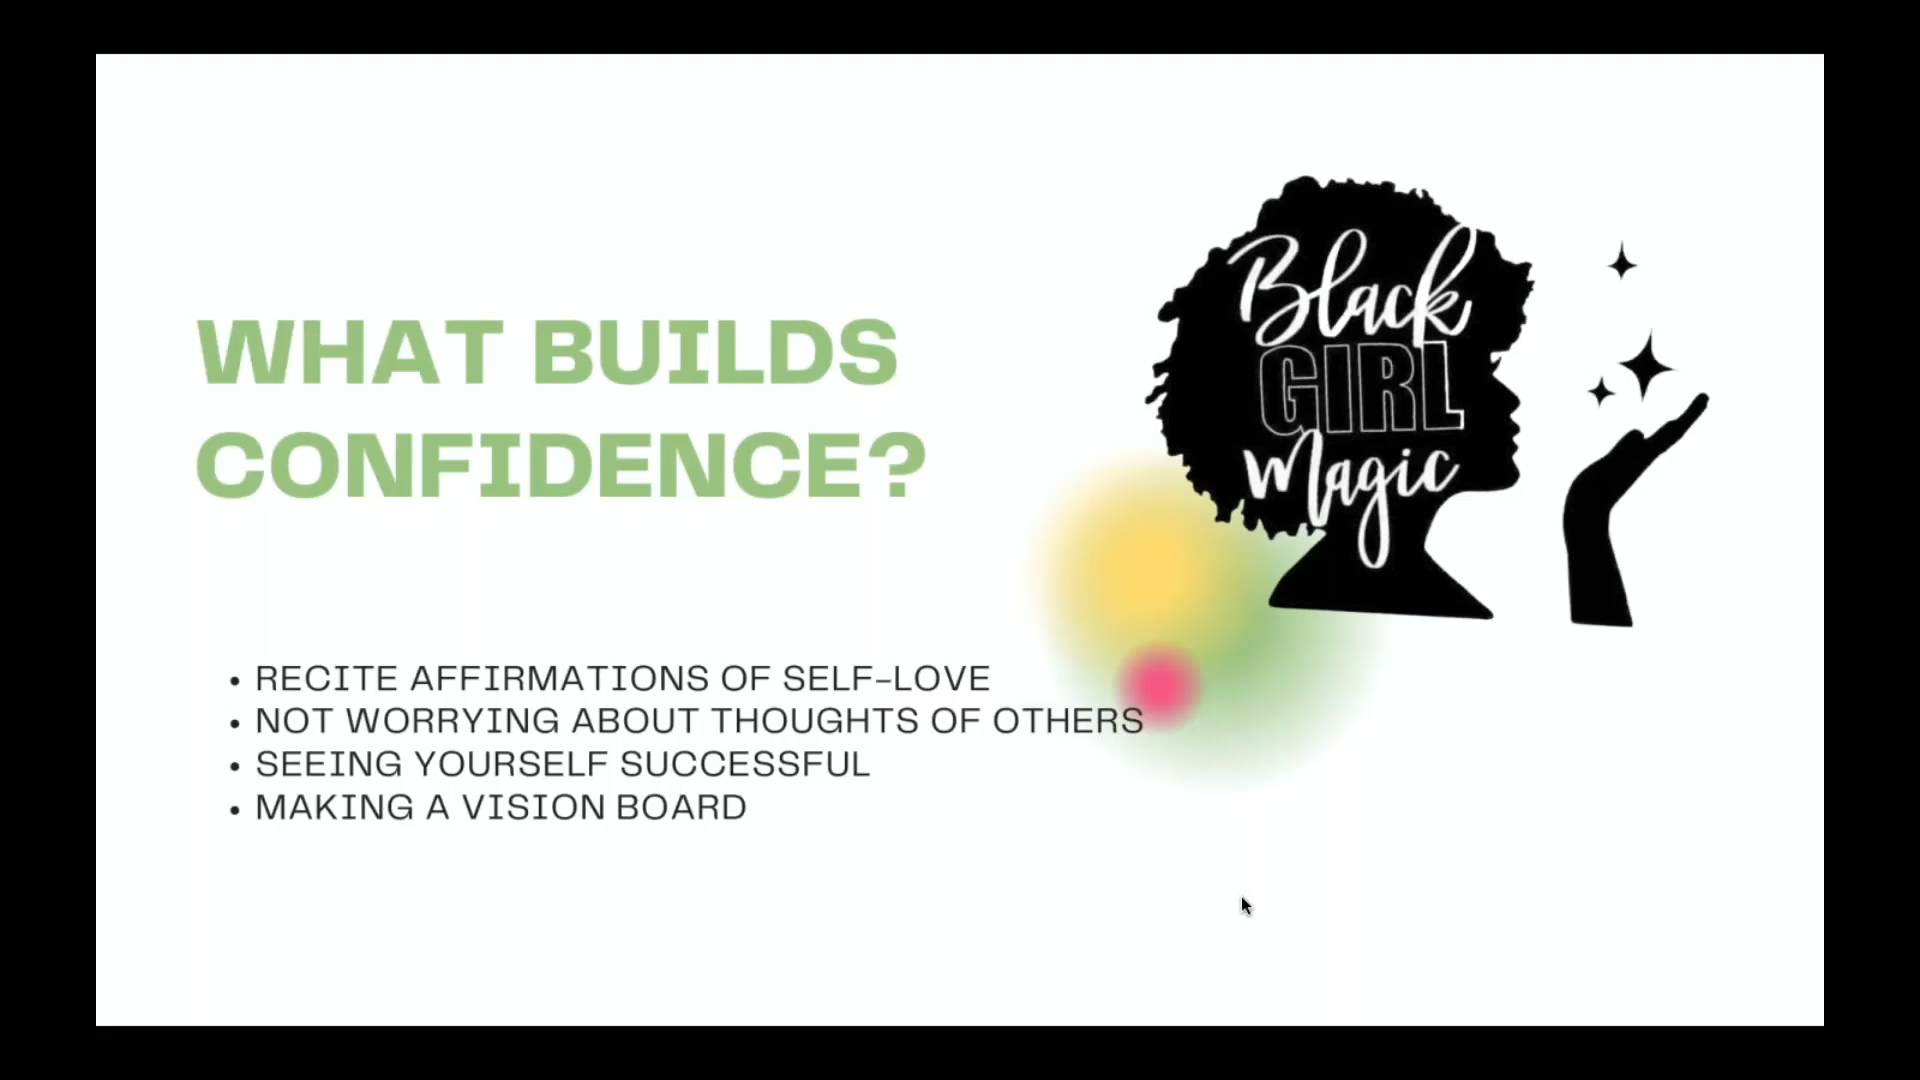 WHAT BUILDS
CONFIDENCE?
• RECITE AFFIRMATIONS OF SELF-LOVE
• NOT WORRYING ABOUT THOUGHTS OF OTHERS
• SEEING YOURSELF SUCCESSFUL
• MAKING A VISION BOARD
Black
GIRL
Magic